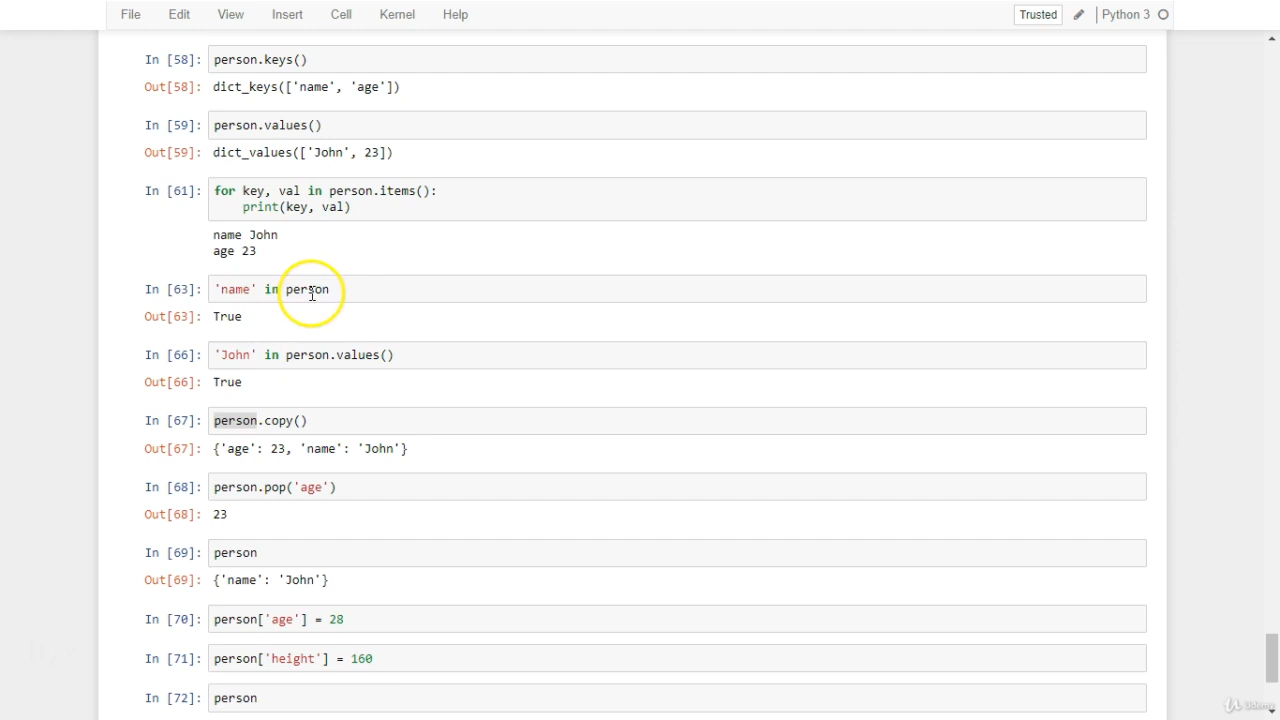 File Edit View Insert Cell Kernel Help Trusted Python 3
In [58]: person.keys()
Out[58]: dict_keys(['name', 'age'])
In [59]: person.values()
Out[59]: dict_values(['John', 23])
In [61]: for key, val in person.items():
print(key, val)
name John
age 23
In [63]: 'name' in person
Out[63]: True
In [66]: 'John' in person.values()
Out[66]: True
In [67]: person.copy()
Out[67]: {'age': 23, 'name': 'John'}
In [68]: person.pop('age')
Out[68]: 23
In [69]: person
Out[69]: {'name': 'John'}
In [70]: person['age'] = 28
In [71]: person['height'] = 160
In [72]: person
Udemy